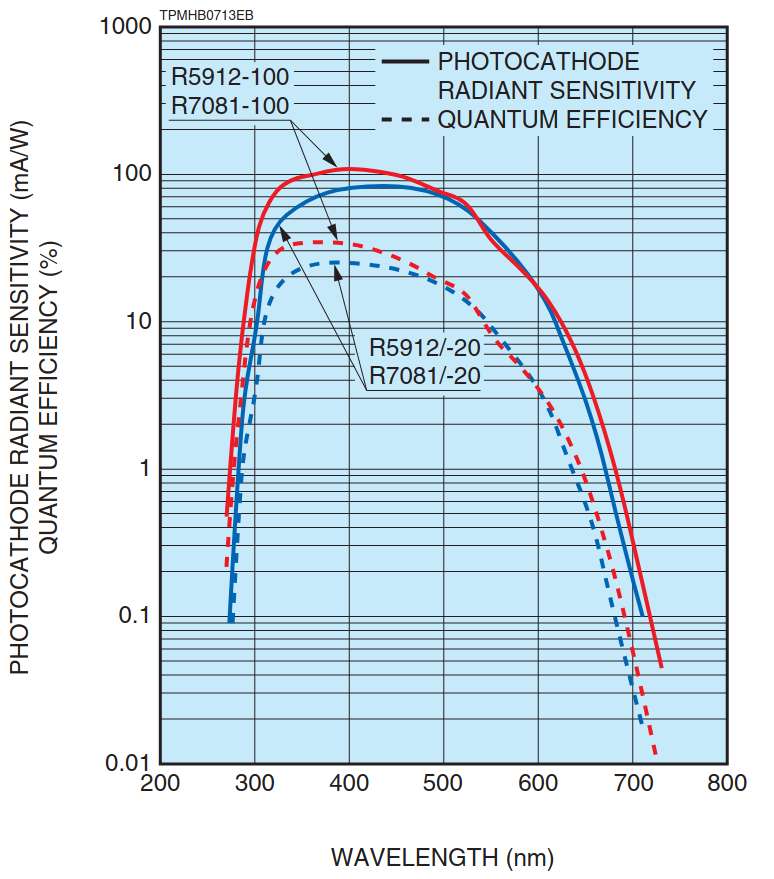 TPMHB0713EB
1000
100
10
1
0.1
0.01
PHOTOCATHODE RADIANT SENSITIVITY (mA/W)
QUANTUM EFFICIENCY (%)
R5912-100
R7081-100
PHOTOCATHODE
RADIANT SENSITIVITY
QUANTUM EFFICIENCY
R5912/-20
R7081/-20
200 300 400 500 600 700 800
WAVELENGTH (nm)